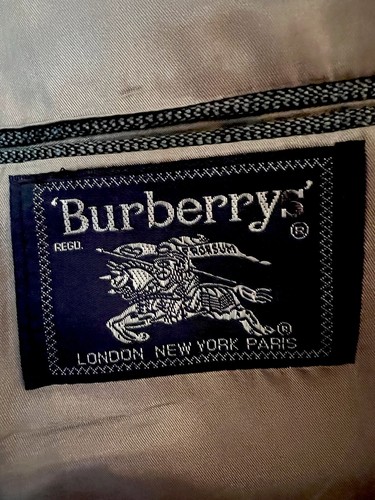 'Burberrys'®
REGD.
PRORSUM
®
LONDON NEW YORK PARIS